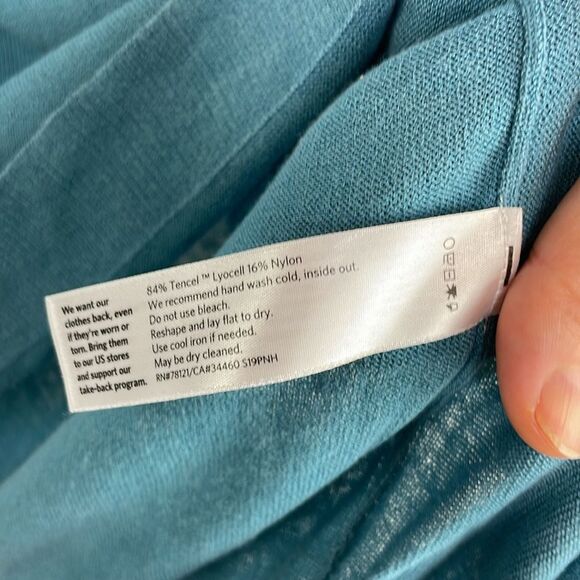 We want our
clothes back, even
if they're worn or
torn. Bring them
to our US stores
and support our
take-back program.
84% Tencel™ Lyocell 16% Nylon
We recommend hand wash cold, inside out.
Do not use bleach.
Reshape and lay flat to dry.
Use cool iron if needed.
May be dry cleaned.
RN#78121/CA#34460 S19PNH